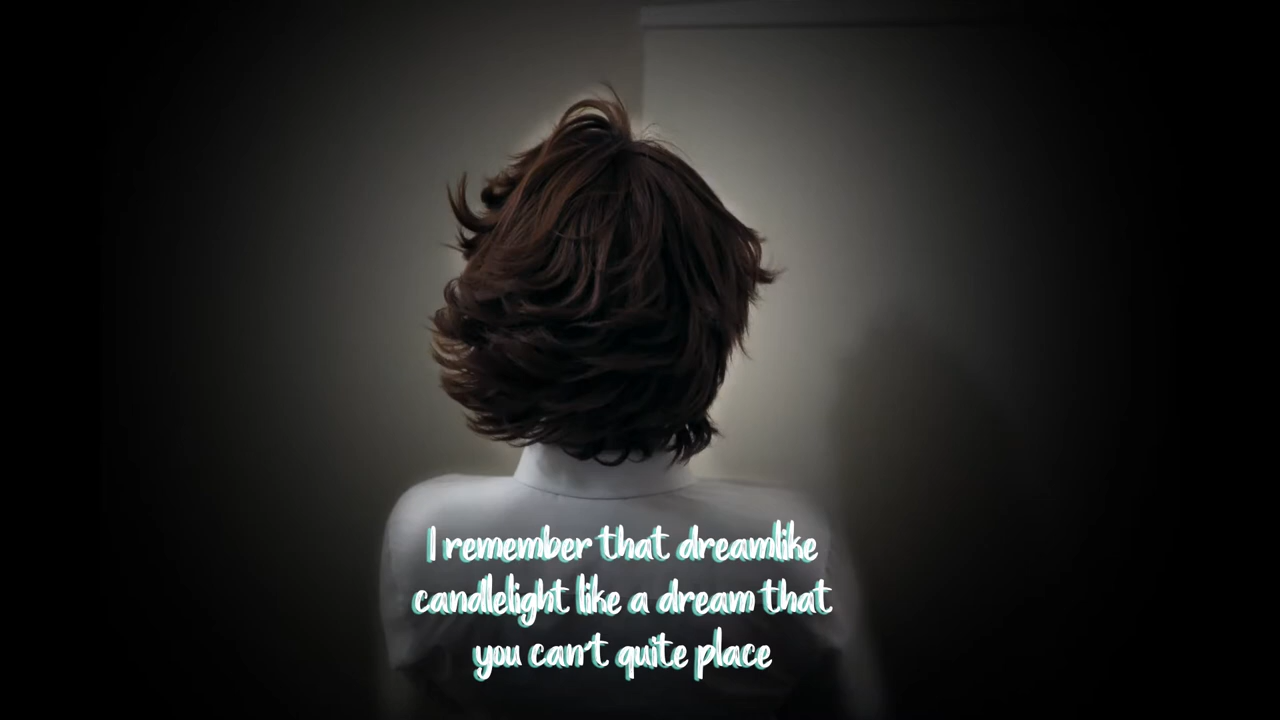 I remember that dreamlike
candlelight like a dream that
you can't quite place